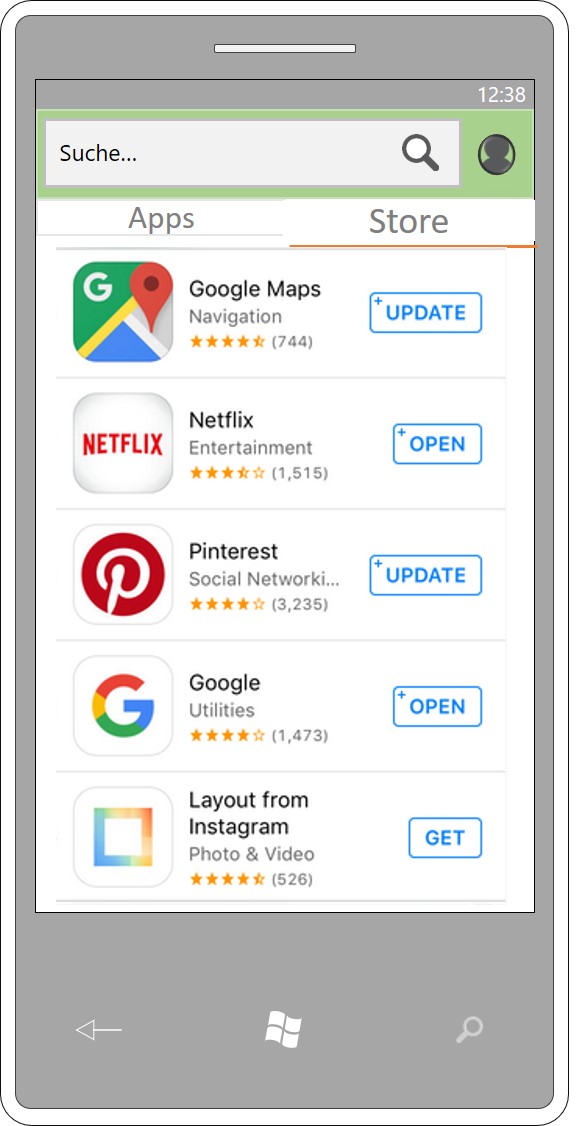 12:38
Suche...
Apps
Store
G
Google Maps
Navigation
(744)
+UPDATE
NETFLIX
Netflix
Entertainment
(1,515)
+OPEN
Pinterest
Social Networki...
(3,235)
+UPDATE
G
Google
Utilities
(1,473)
+OPEN
Layout from
Instagram
Photo & Video
(526)
GET